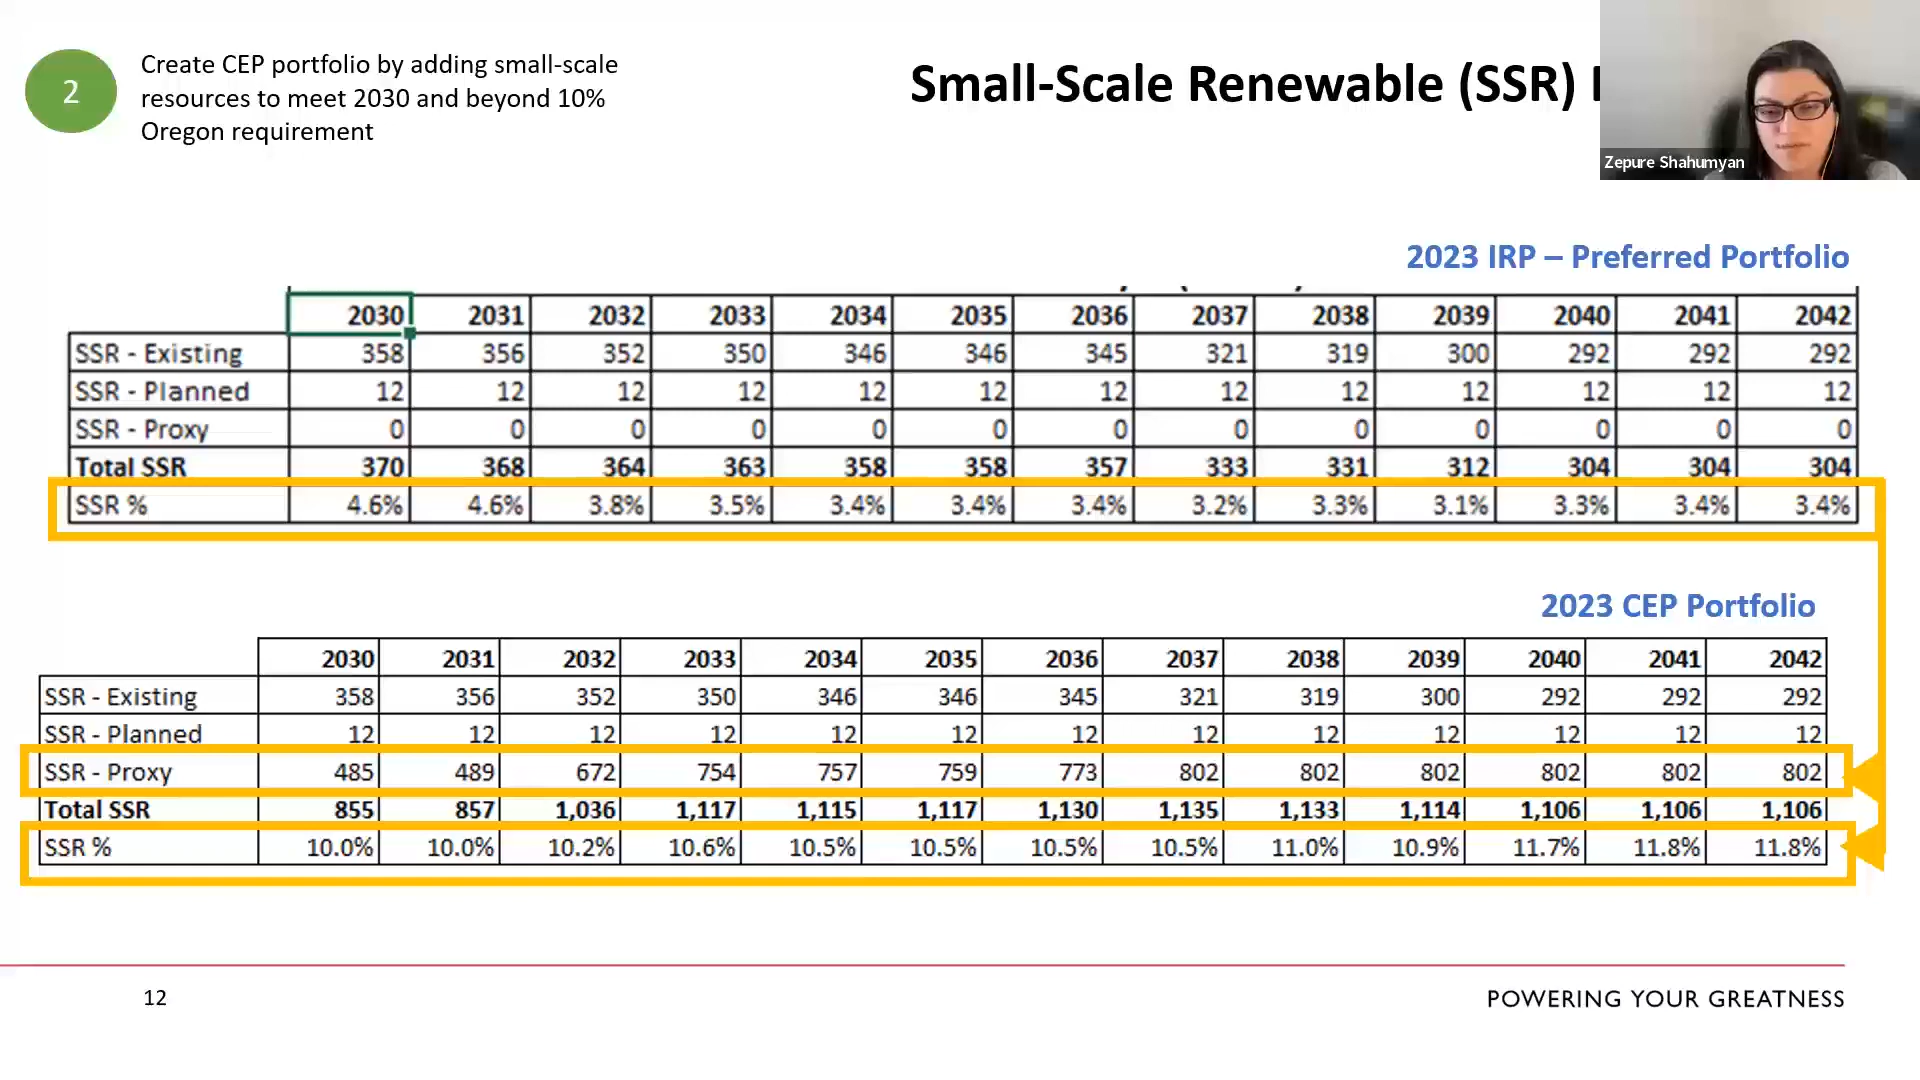 2
Create CEP portfolio by adding small-scale
resources to meet 2030 and beyond 10%
Oregon requirement
Small-Scale Renewable (SSR)
Zepure Shahumyan
2023 IRP – Preferred Portfolio
2030 2031 2032 2033 2034 2035 2036 2037 2038 2039 2040 2041 2042
SSR - Existing 358 356 352 350 346 346 345 321 319 300 292 292 292
SSR - Planned 12 12 12 12 12 12 12 12 12 12 12 12 12
SSR - Proxy 0 0 0 0 0 0 0 0 0 0 0 0 0
Total SSR 370 368 364 363 358 358 357 333 331 312 304 304 304
SSR % 4.6% 4.6% 3.8% 3.5% 3.4% 3.4% 3.4% 3.2% 3.3% 3.1% 3.3% 3.4% 3.4%
2023 CEP Portfolio
2030 2031 2032 2033 2034 2035 2036 2037 2038 2039 2040 2041 2042
SSR - Existing 358 356 352 350 346 346 345 321 319 300 292 292 292
SSR - Planned 12 12 12 12 12 12 12 12 12 12 12 12 12
SSR - Proxy 485 489 672 754 757 759 773 802 802 802 802 802 802
Total SSR 855 857 1,036 1,117 1,115 1,117 1,130 1,135 1,133 1,114 1,106 1,106 1,106
SSR % 10.0% 10.0% 10.2% 10.6% 10.5% 10.5% 10.5% 10.5% 11.0% 10.9% 11.7% 11.8% 11.8%
12
POWERING YOUR GREATNESS